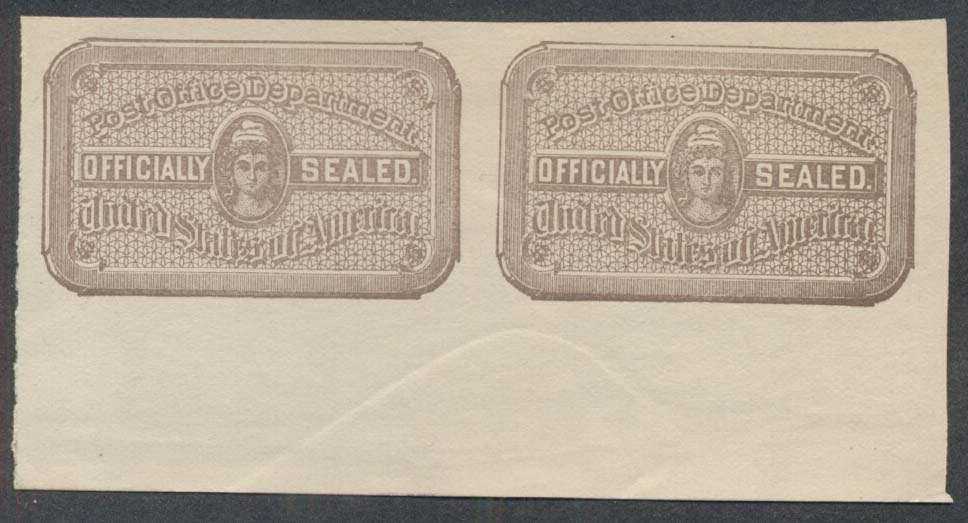 Post Office Department
OFFICIALLY SEALED.
United States of America
Post Office Department
OFFICIALLY SEALED.
United States of America